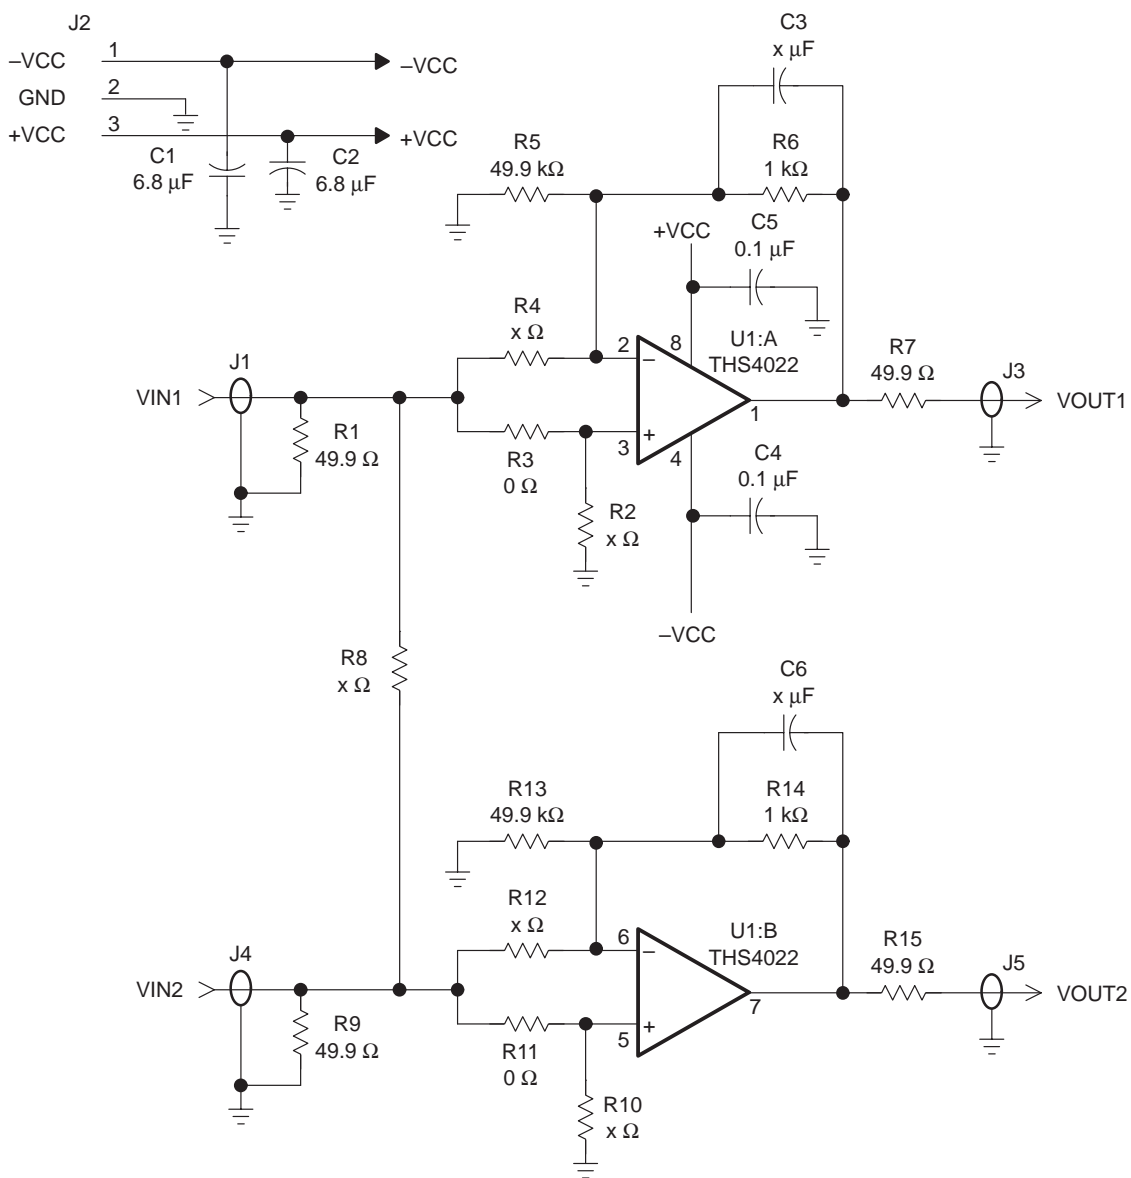 J2
–VCC 1 –VCC
GND 2
+VCC 3 +VCC
C1
6.8 μF
C2
6.8 μF
C3
x μF
R5
49.9 kΩ
R6
1 kΩ
+VCC
C5
0.1 μF
R4
x Ω
2
–
8
U1:A
THS4022
R7
49.9 Ω
J1
J3
VIN1
1
VOUT1
R1
49.9 Ω
R3
0 Ω
3
+
4
C4
0.1 μF
R2
x Ω
–VCC
R8
x Ω
C6
x μF
R13
49.9 kΩ
R14
1 kΩ
R12
x Ω
6
–
U1:B
THS4022
R15
49.9 Ω
J4
J5
VIN2
7
VOUT2
R9
49.9 Ω
R11
0 Ω
5
+
R10
x Ω